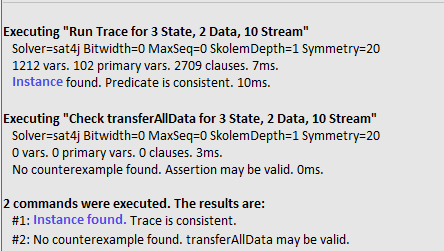 Executing "Run Trace for 3 State, 2 Data, 10 Stream"
Solver=sat4j Bitwidth=0 MaxSeq=0 SkolemDepth=1 Symmetry=20
1212 vars. 102 primary vars. 2709 clauses. 7ms.
Instance found. Predicate is consistent. 10ms.
Executing "Check transferAllData for 3 State, 2 Data, 10 Stream"
Solver=sat4j Bitwidth=0 MaxSeq=0 SkolemDepth=1 Symmetry=20
0 vars. 0 primary vars. 0 clauses. 3ms.
No counterexample found. Assertion may be valid. 0ms.
2 commands were executed. The results are:
#1: Instance found. Trace is consistent.
#2: No counterexample found. transferAllData may be valid.